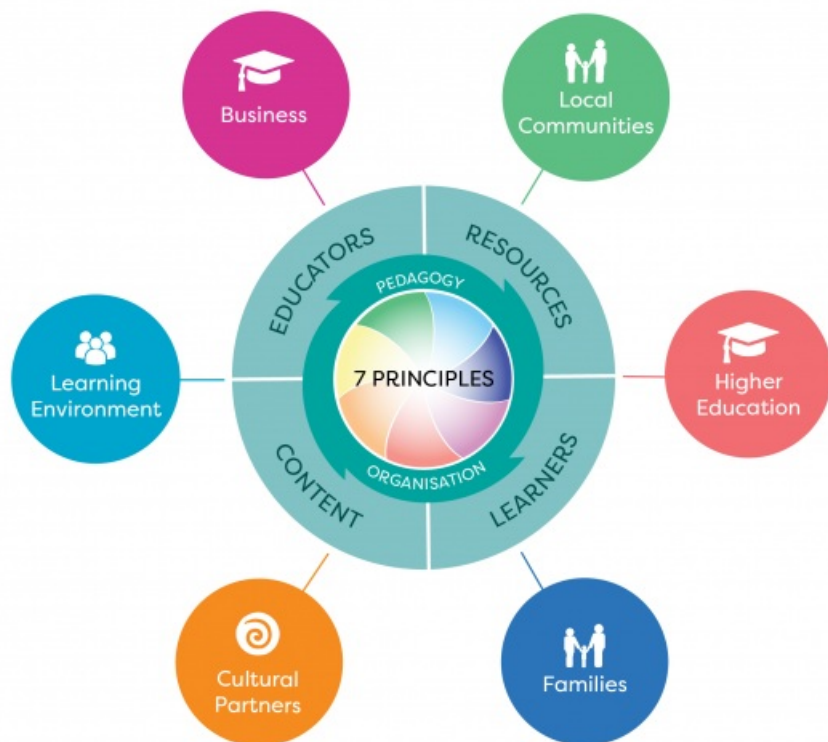 Business
Local
Communities
EDUCATORS
RESOURCES
PEDAGOGY
Learning
Environment
7 PRINCIPLES
Higher
Education
ORGANISATION
CONTENT
LEARNERS
Cultural
Partners
Families